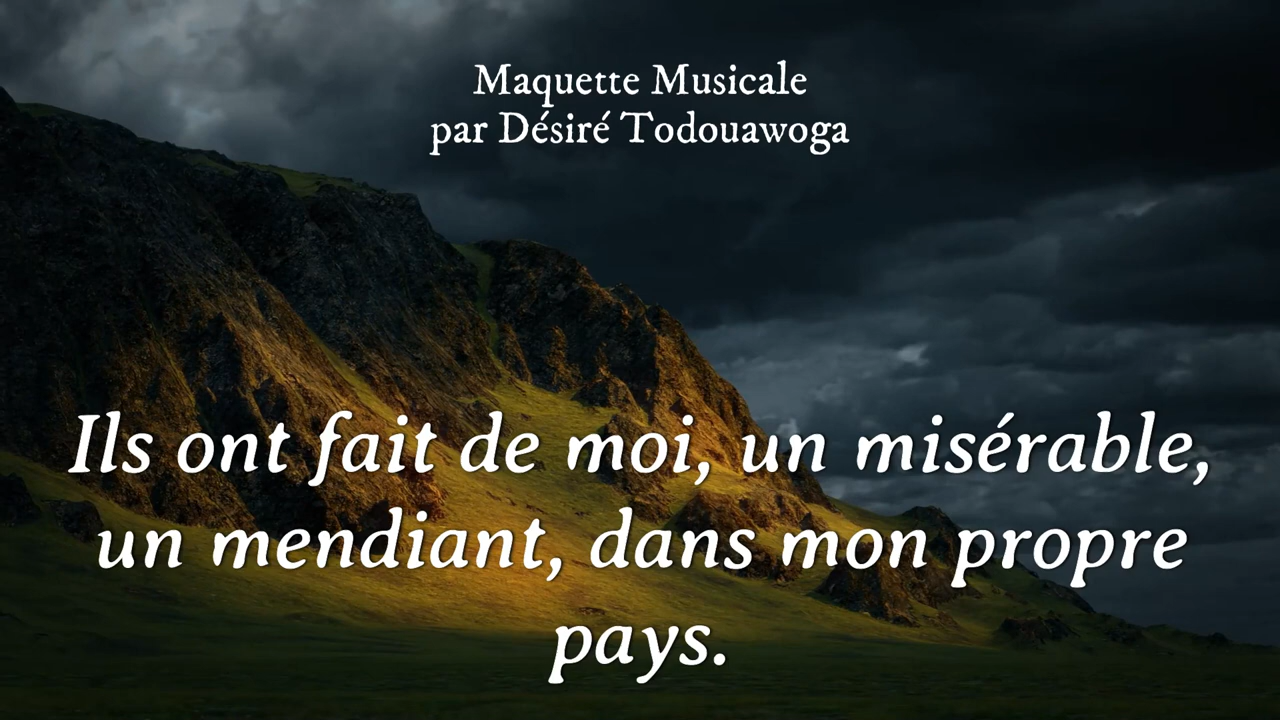 Maquette Musicale
par Désiré Todouawoga
Ils ont fait de moi, un misérable,
un mendiant, dans mon propre
pays.